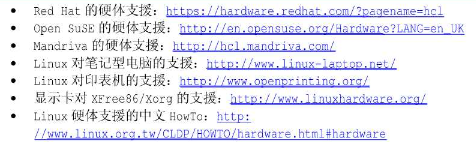 • Red Hat 的硬体支援：https://hardware.redhat.com/?pagename=hcl
• Open SuSE 的硬体支援：http://en.opensuse.org/Hardware?LANG=en_UK
• Mandriva 的硬体支援：http://hcl.mandriva.com/
• Linux 对笔记型电脑的支援：http://www.linux-laptop.net/
• Linux 对印表机的支援：http://www.openprinting.org/
• 显示卡对 XFree86/Xorg 的支援：http://www.linuxhardware.org/
• Linux 硬体支援的中文 HowTo：http:
//www.linux.org.tw/CLDP/HOWTO/hardware.html#hardware